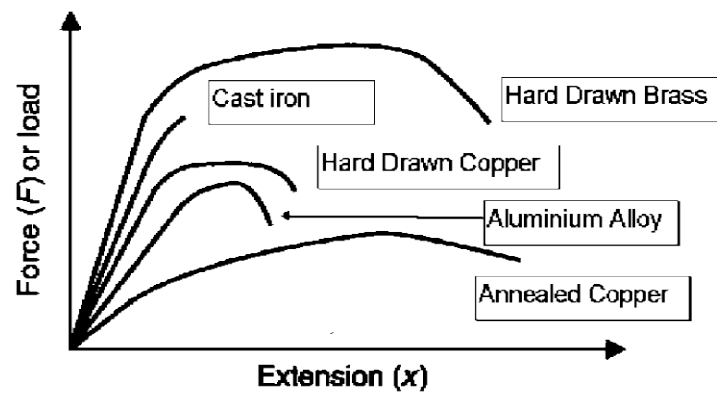 Force (F) or load
Cast iron
Hard Drawn Brass
Hard Drawn Copper
Aluminium Alloy
Annealed Copper
Extension (x)